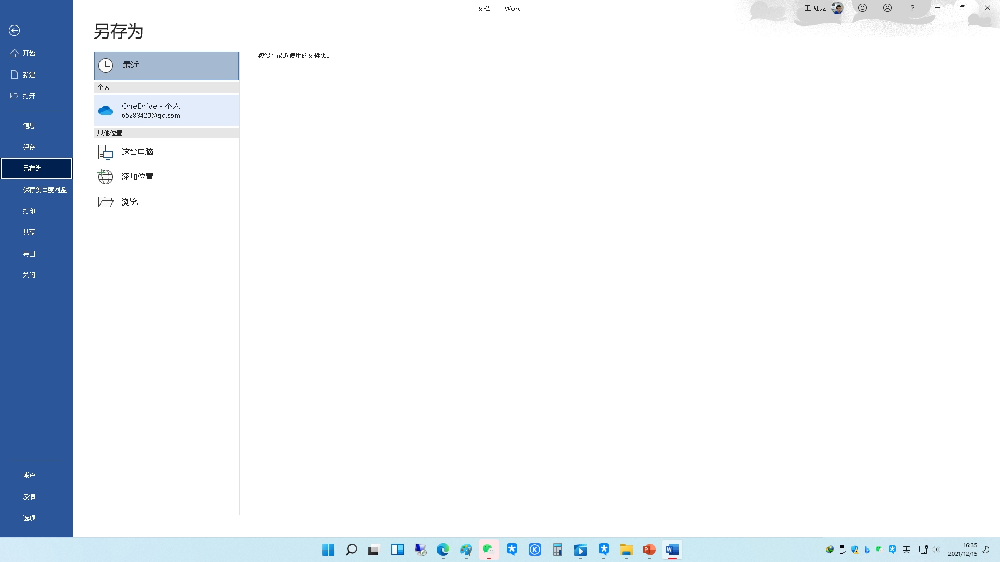 文档1 - Word
王 红亮
?
另存为
开始
新建
打开
信息
保存
另存为
保存到百度网盘
打印
共享
导出
关闭
帐户
反馈
选项
最近
个人
OneDrive - 个人
65283420@qq.com
其他位置
这台电脑
添加位置
浏览
您没有最近使用的文件夹。
英
16:35
2021/12/15